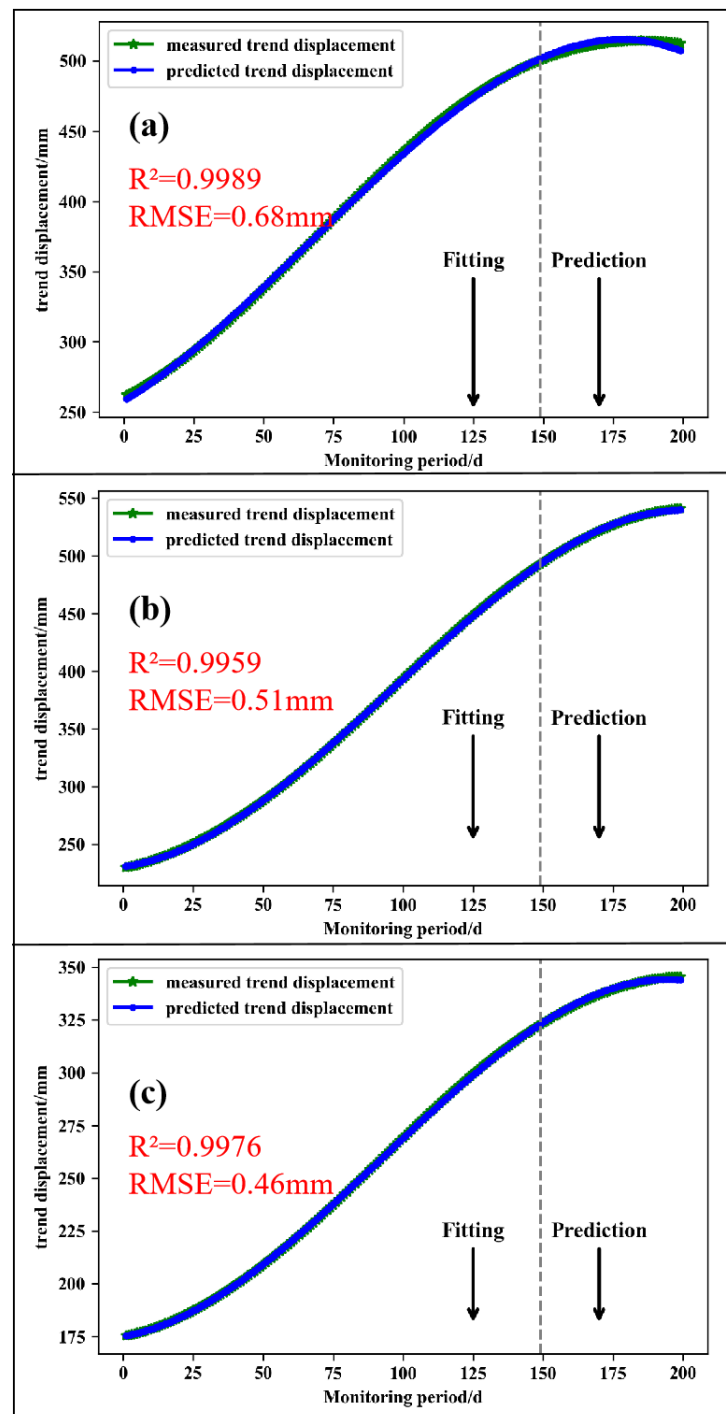 measured trend displacement
predicted trend displacement
(a)
R²=0.9989
RMSE=0.68mm
Fitting
Prediction
trend displacement/mm
500
450
400
350
300
250
0 25 50 75 100 125 150 175 200
Monitoring period/d
measured trend displacement
predicted trend displacement
(b)
R²=0.9959
RMSE=0.51mm
Fitting
Prediction
trend displacement/mm
550
500
450
400
350
300
250
0 25 50 75 100 125 150 175 200
Monitoring period/d
measured trend displacement
predicted trend displacement
(c)
R²=0.9976
RMSE=0.46mm
Fitting
Prediction
trend displacement/mm
350
325
300
275
250
225
200
175
0 25 50 75 100 125 150 175 200
Monitoring period/d